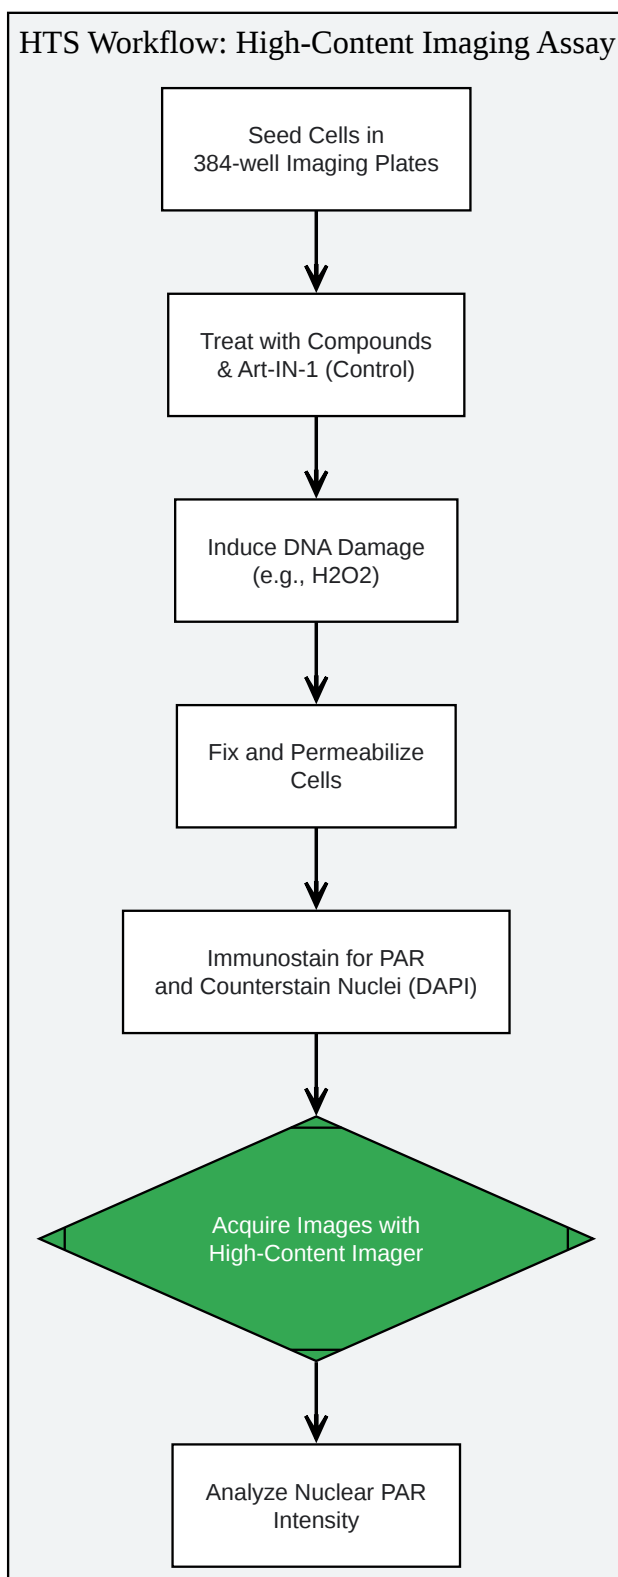 HTS Workflow: High-Content Imaging Assay
Seed Cells in
384-well Imaging Plates
Treat with Compounds
& Art-IN-1 (Control)
Induce DNA Damage
(e.g., H2O2)
Fix and Permeabilize
Cells
Immunostain for PAR
and Counterstain Nuclei (DAPI)
Acquire Images with
High-Content Imager
Analyze Nuclear PAR
Intensity